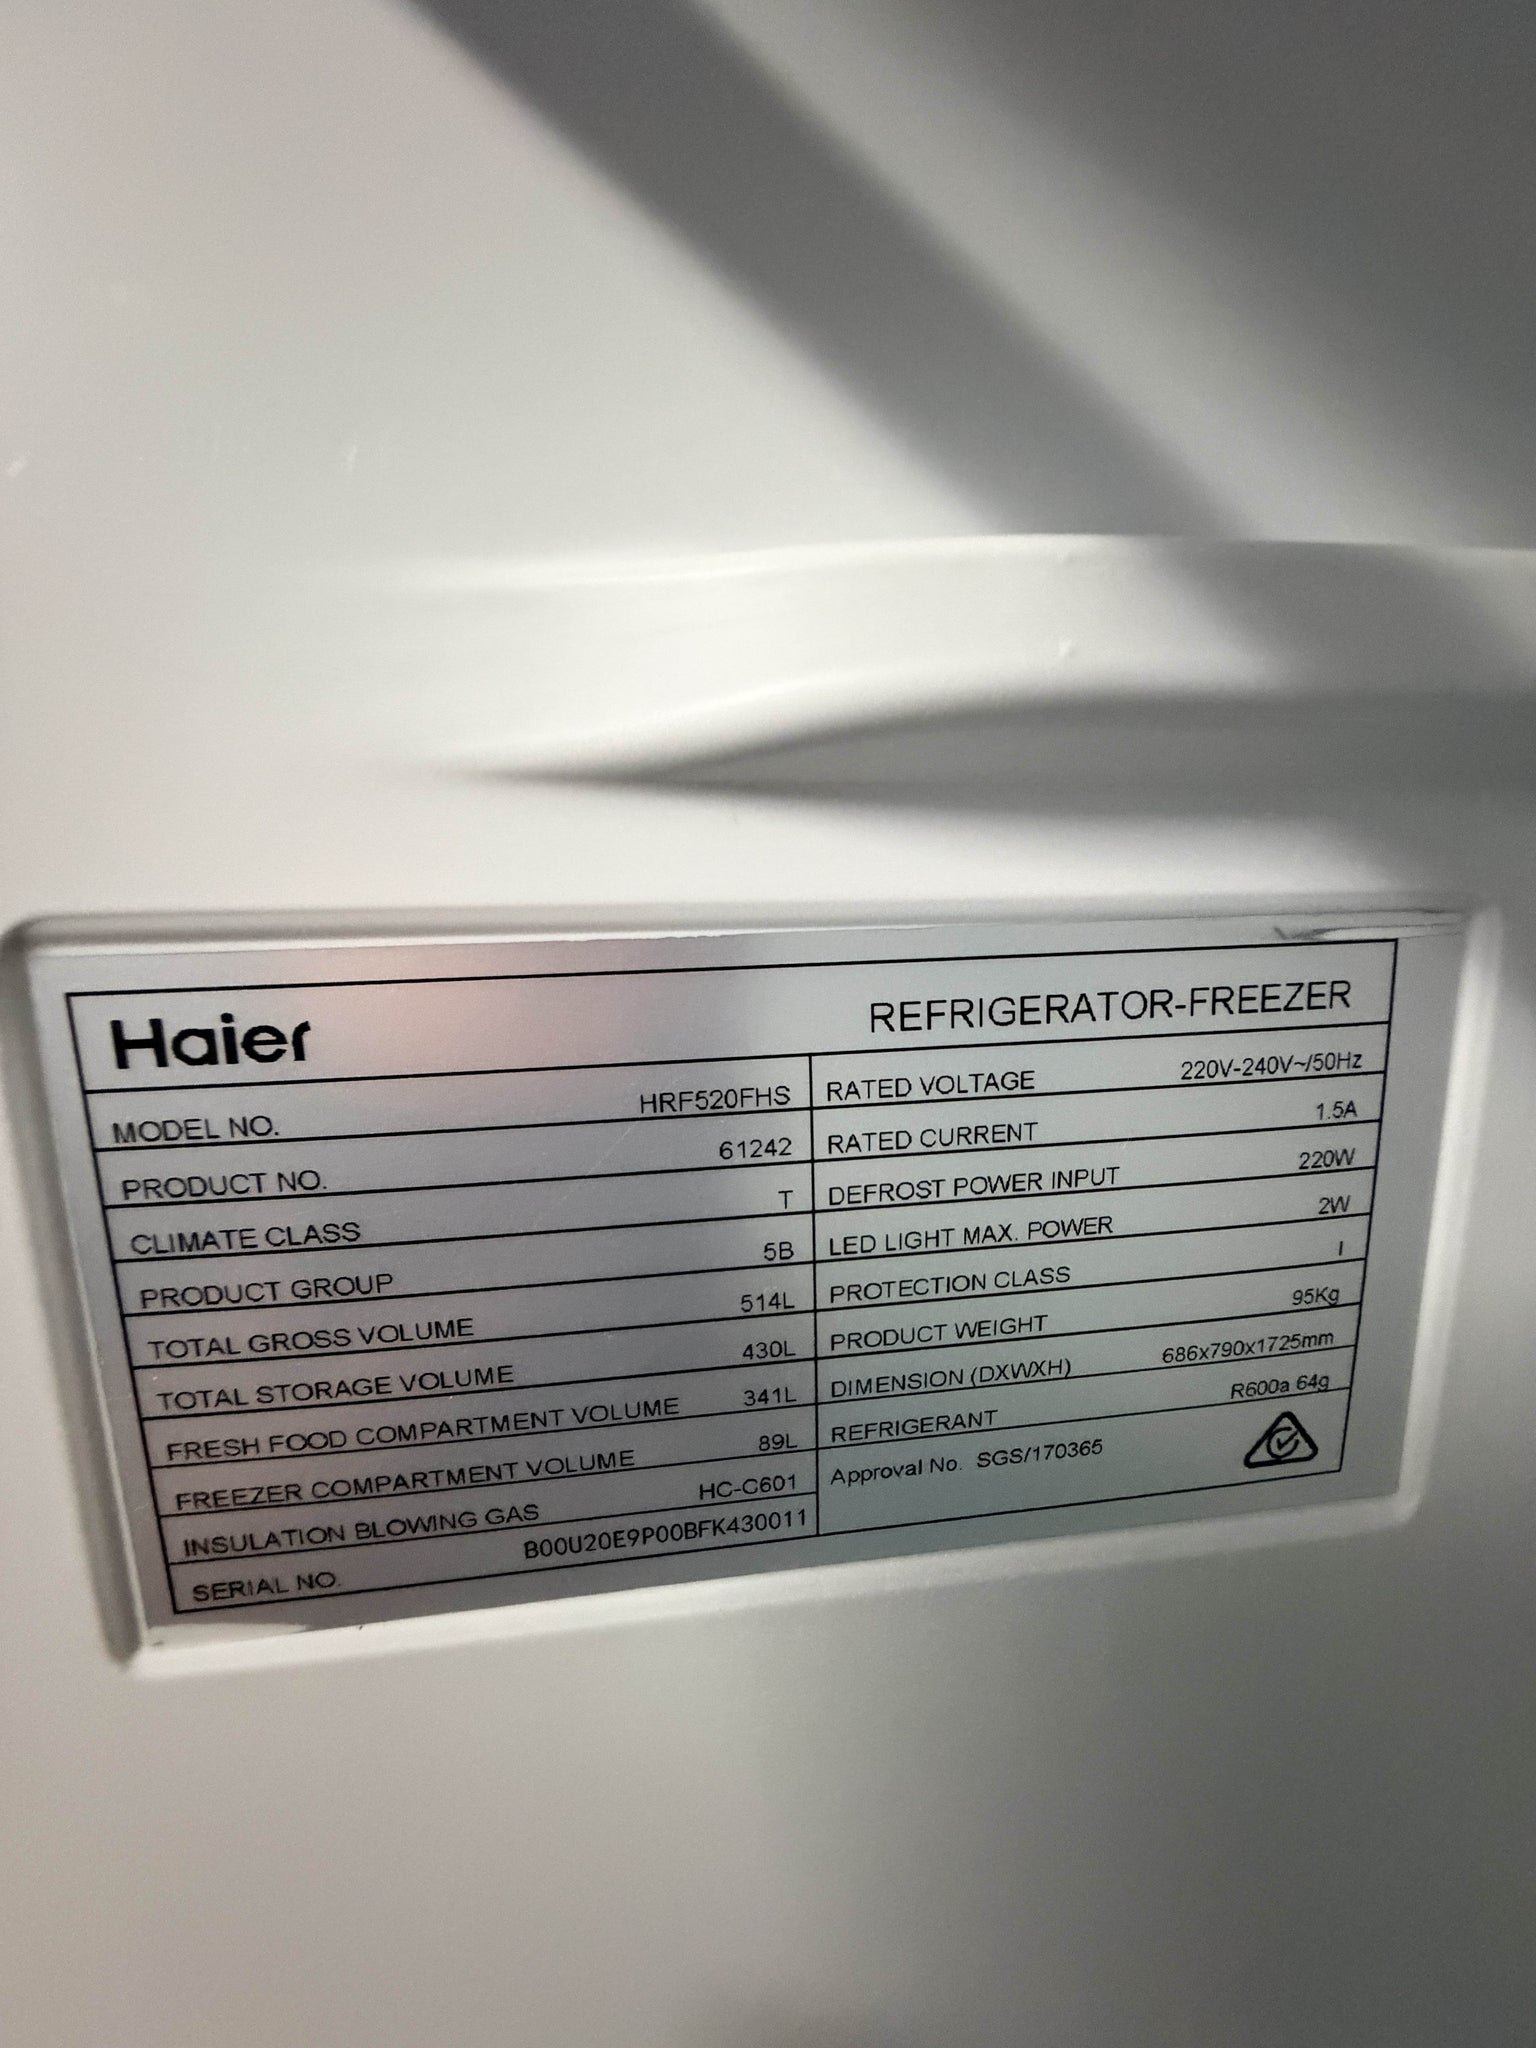 Haier REFRIGERATOR-FREEZER
MODEL NO. HRF520FHS
PRODUCT NO. 61242
CLIMATE CLASS T
PRODUCT GROUP 5B
TOTAL GROSS VOLUME 514L
TOTAL STORAGE VOLUME 430L
FRESH FOOD COMPARTMENT VOLUME 341L
FREEZER COMPARTMENT VOLUME 89L
INSULATION BLOWING GAS HC-C601
SERIAL NO. B00U20E9P00BFK430011
RATED VOLTAGE 220V-240V~/50Hz
RATED CURRENT 1.5A
DEFROST POWER INPUT 220W
LED LIGHT MAX. POWER 2W
PROTECTION CLASS I
PRODUCT WEIGHT 95Kg
DIMENSION (DXWXH) 686x790x1725mm
REFRIGERANT R600a 64g
Approval No. SGS/170365